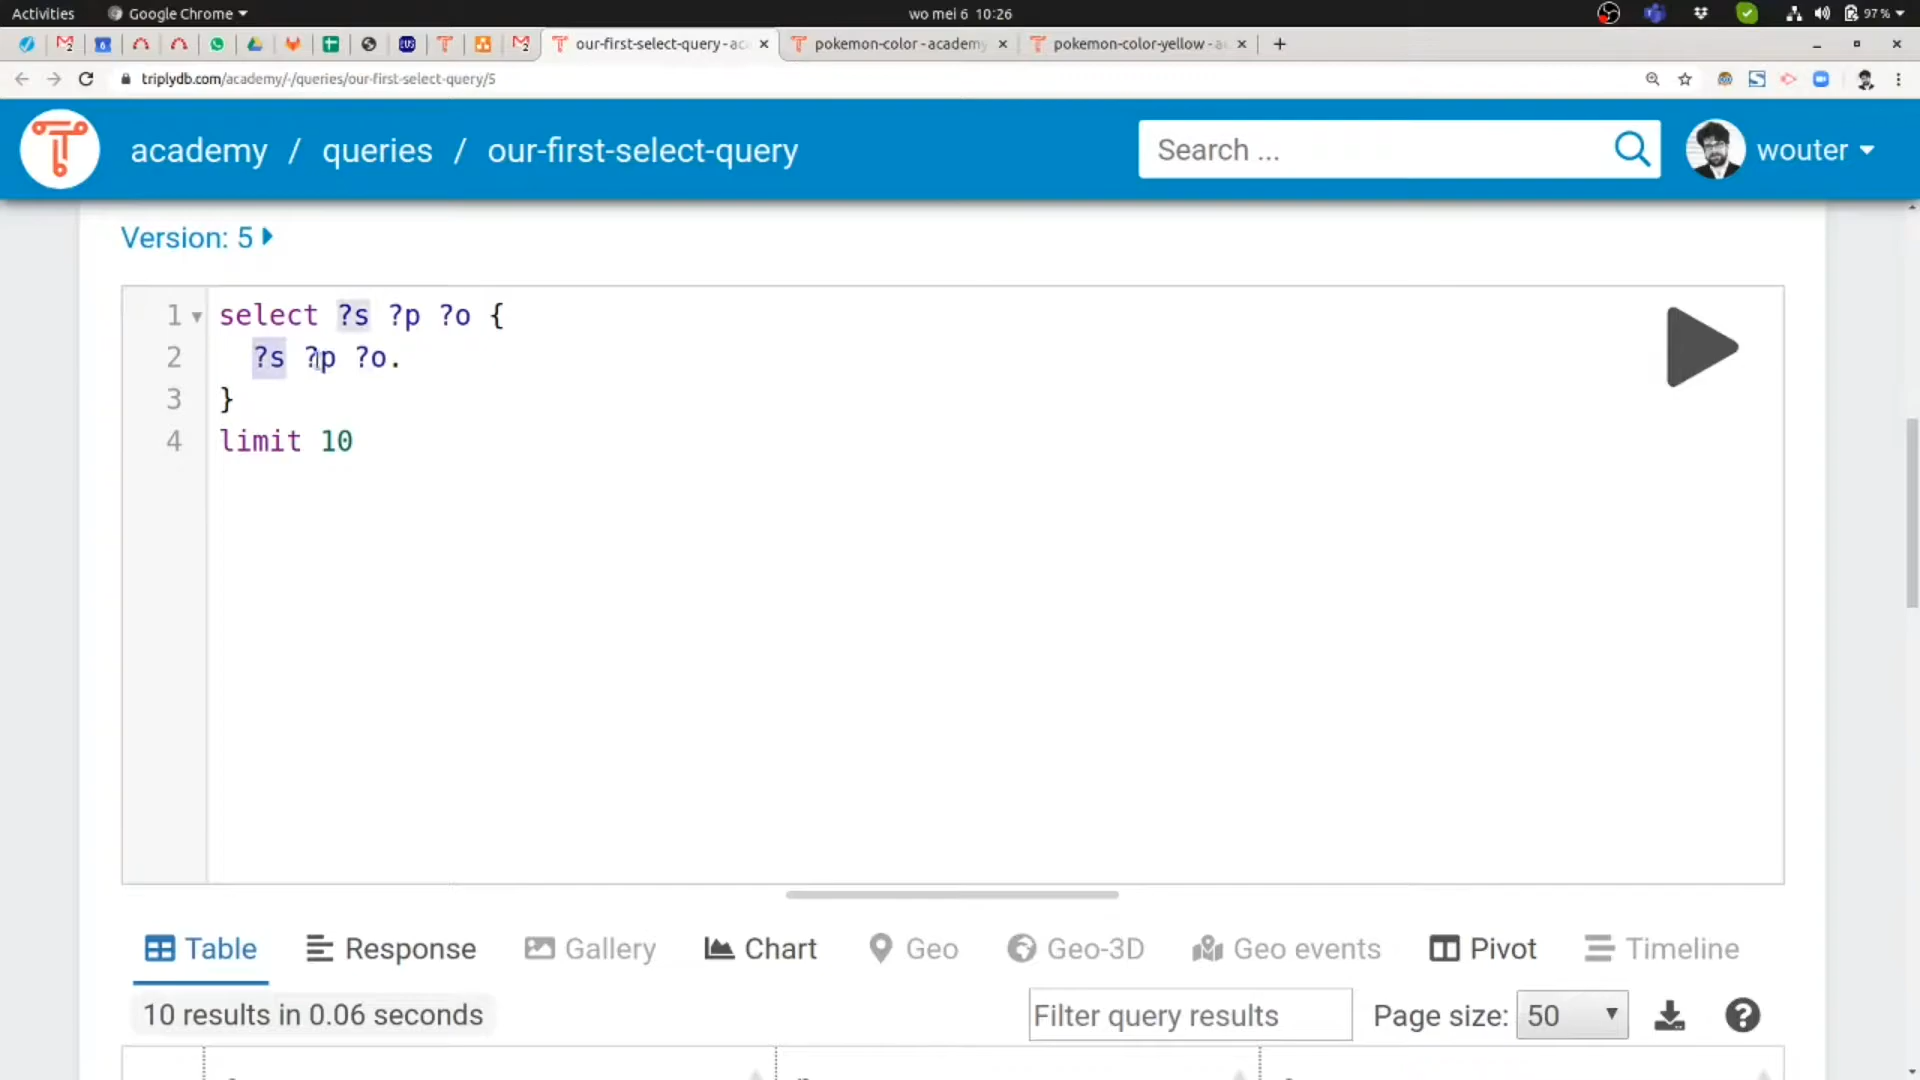 Activities Google Chrome wo mei 6 10:26 97 %
our-first-select-query - ac pokemon-color - academy pokemon-color-yellow - a
triplydb.com/academy/-/queries/our-first-select-query/5
academy / queries / our-first-select-query Search ... wouter
Version: 5
1 select ?s ?p ?o {
2 ?s ?p ?o.
3 }
4 limit 10
Table Response Gallery Chart Geo Geo-3D Geo events Pivot Timeline
10 results in 0.06 seconds Filter query results Page size: 50